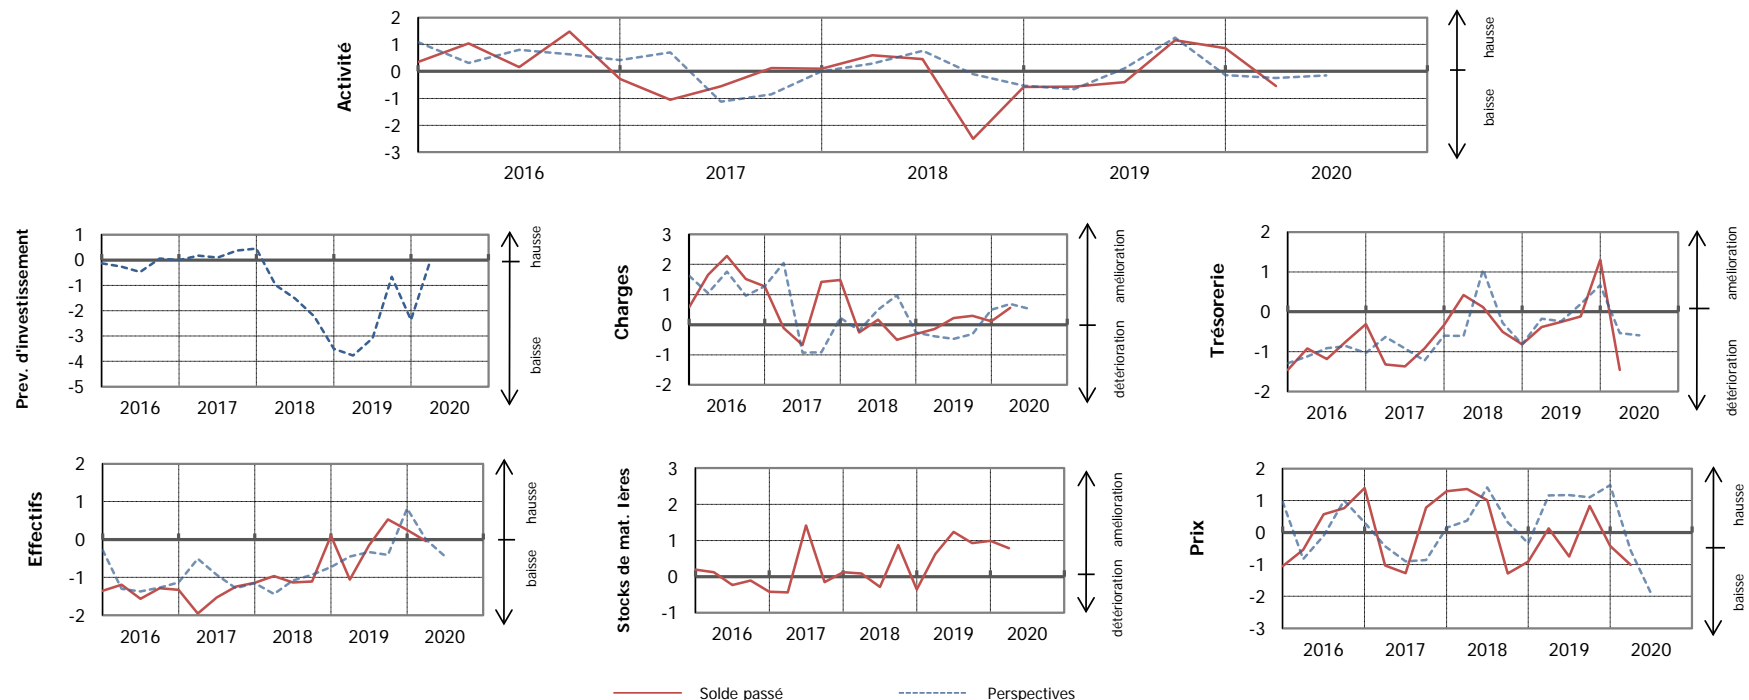 Activité
2
1
0
-1
-2
-3
2016 2017 2018 2019 2020
hausse
baisse
Prev. d'investissement
1
0
-1
-2
-3
-4
-5
2016 2017 2018 2019 2020
hausse
baisse
Charges
3
2
1
0
-1
-2
2016 2017 2018 2019 2020
amélioration
détérioration
Trésorerie
2
1
0
-1
-2
2016 2017 2018 2019 2020
amélioration
détérioration
Effectifs
2
1
0
-1
-2
2016 2017 2018 2019 2020
hausse
baisse
Stocks de mat. Ières
3
2
1
0
-1
2016 2017 2018 2019 2020
amélioration
détérioration
Prix
2
1
0
-1
-2
-3
2016 2017 2018 2019 2020
hausse
baisse
Solde passé Perspectives